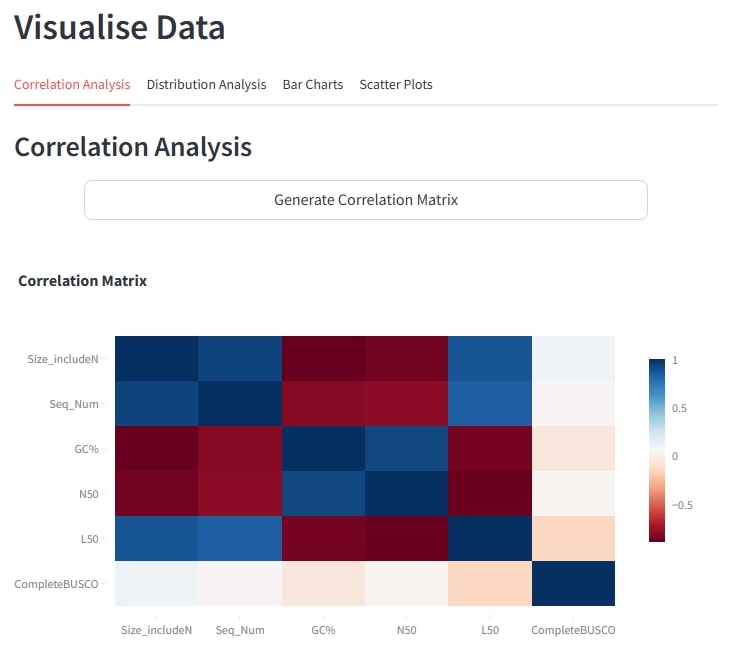 Visualise Data
Correlation Analysis Distribution Analysis Bar Charts Scatter Plots
Correlation Analysis
Generate Correlation Matrix
Correlation Matrix
Size_includeN
Seq_Num
GC%
N50
L50
CompleteBUSCO
Size_includeN Seq_Num GC% N50 L50 CompleteBUSCO
1
0.5
0
−0.5